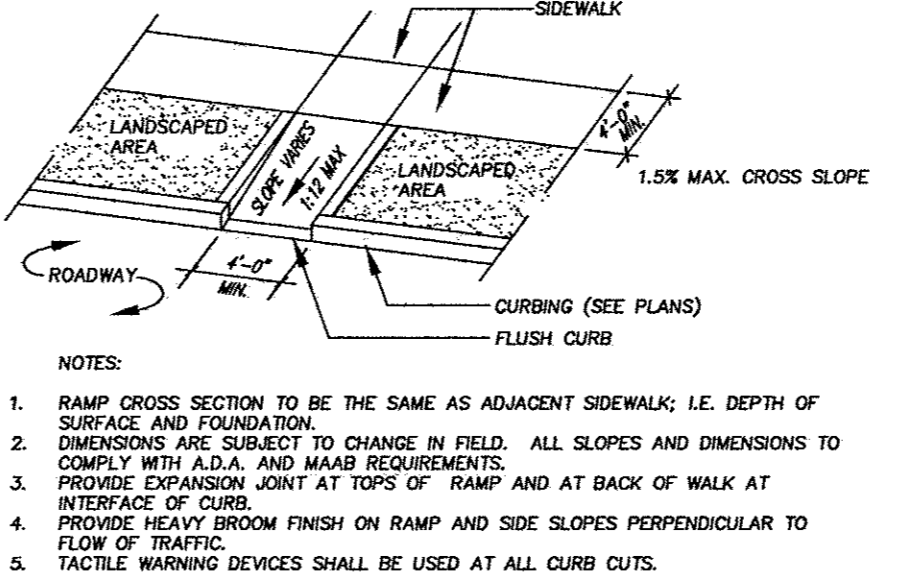 SIDEWALK
LANDSCAPED
AREA
SLOPE VARIES
1:12 MAX
LANDSCAPED
AREA
4'-0"
MIN.
1.5% MAX. CROSS SLOPE
ROADWAY
4'-0"
MIN.
CURBING (SEE PLANS)
FLUSH CURB
NOTES:
1. RAMP CROSS SECTION TO BE THE SAME AS ADJACENT SIDEWALK; I.E. DEPTH OF
SURFACE AND FOUNDATION.
2. DIMENSIONS ARE SUBJECT TO CHANGE IN FIELD. ALL SLOPES AND DIMENSIONS TO
COMPLY WITH A.D.A. AND MAAB REQUIREMENTS.
3. PROVIDE EXPANSION JOINT AT TOPS OF RAMP AND AT BACK OF WALK AT
INTERFACE OF CURB.
4. PROVIDE HEAVY BROOM FINISH ON RAMP AND SIDE SLOPES PERPENDICULAR TO
FLOW OF TRAFFIC.
5. TACTILE WARNING DEVICES SHALL BE USED AT ALL CURB CUTS.